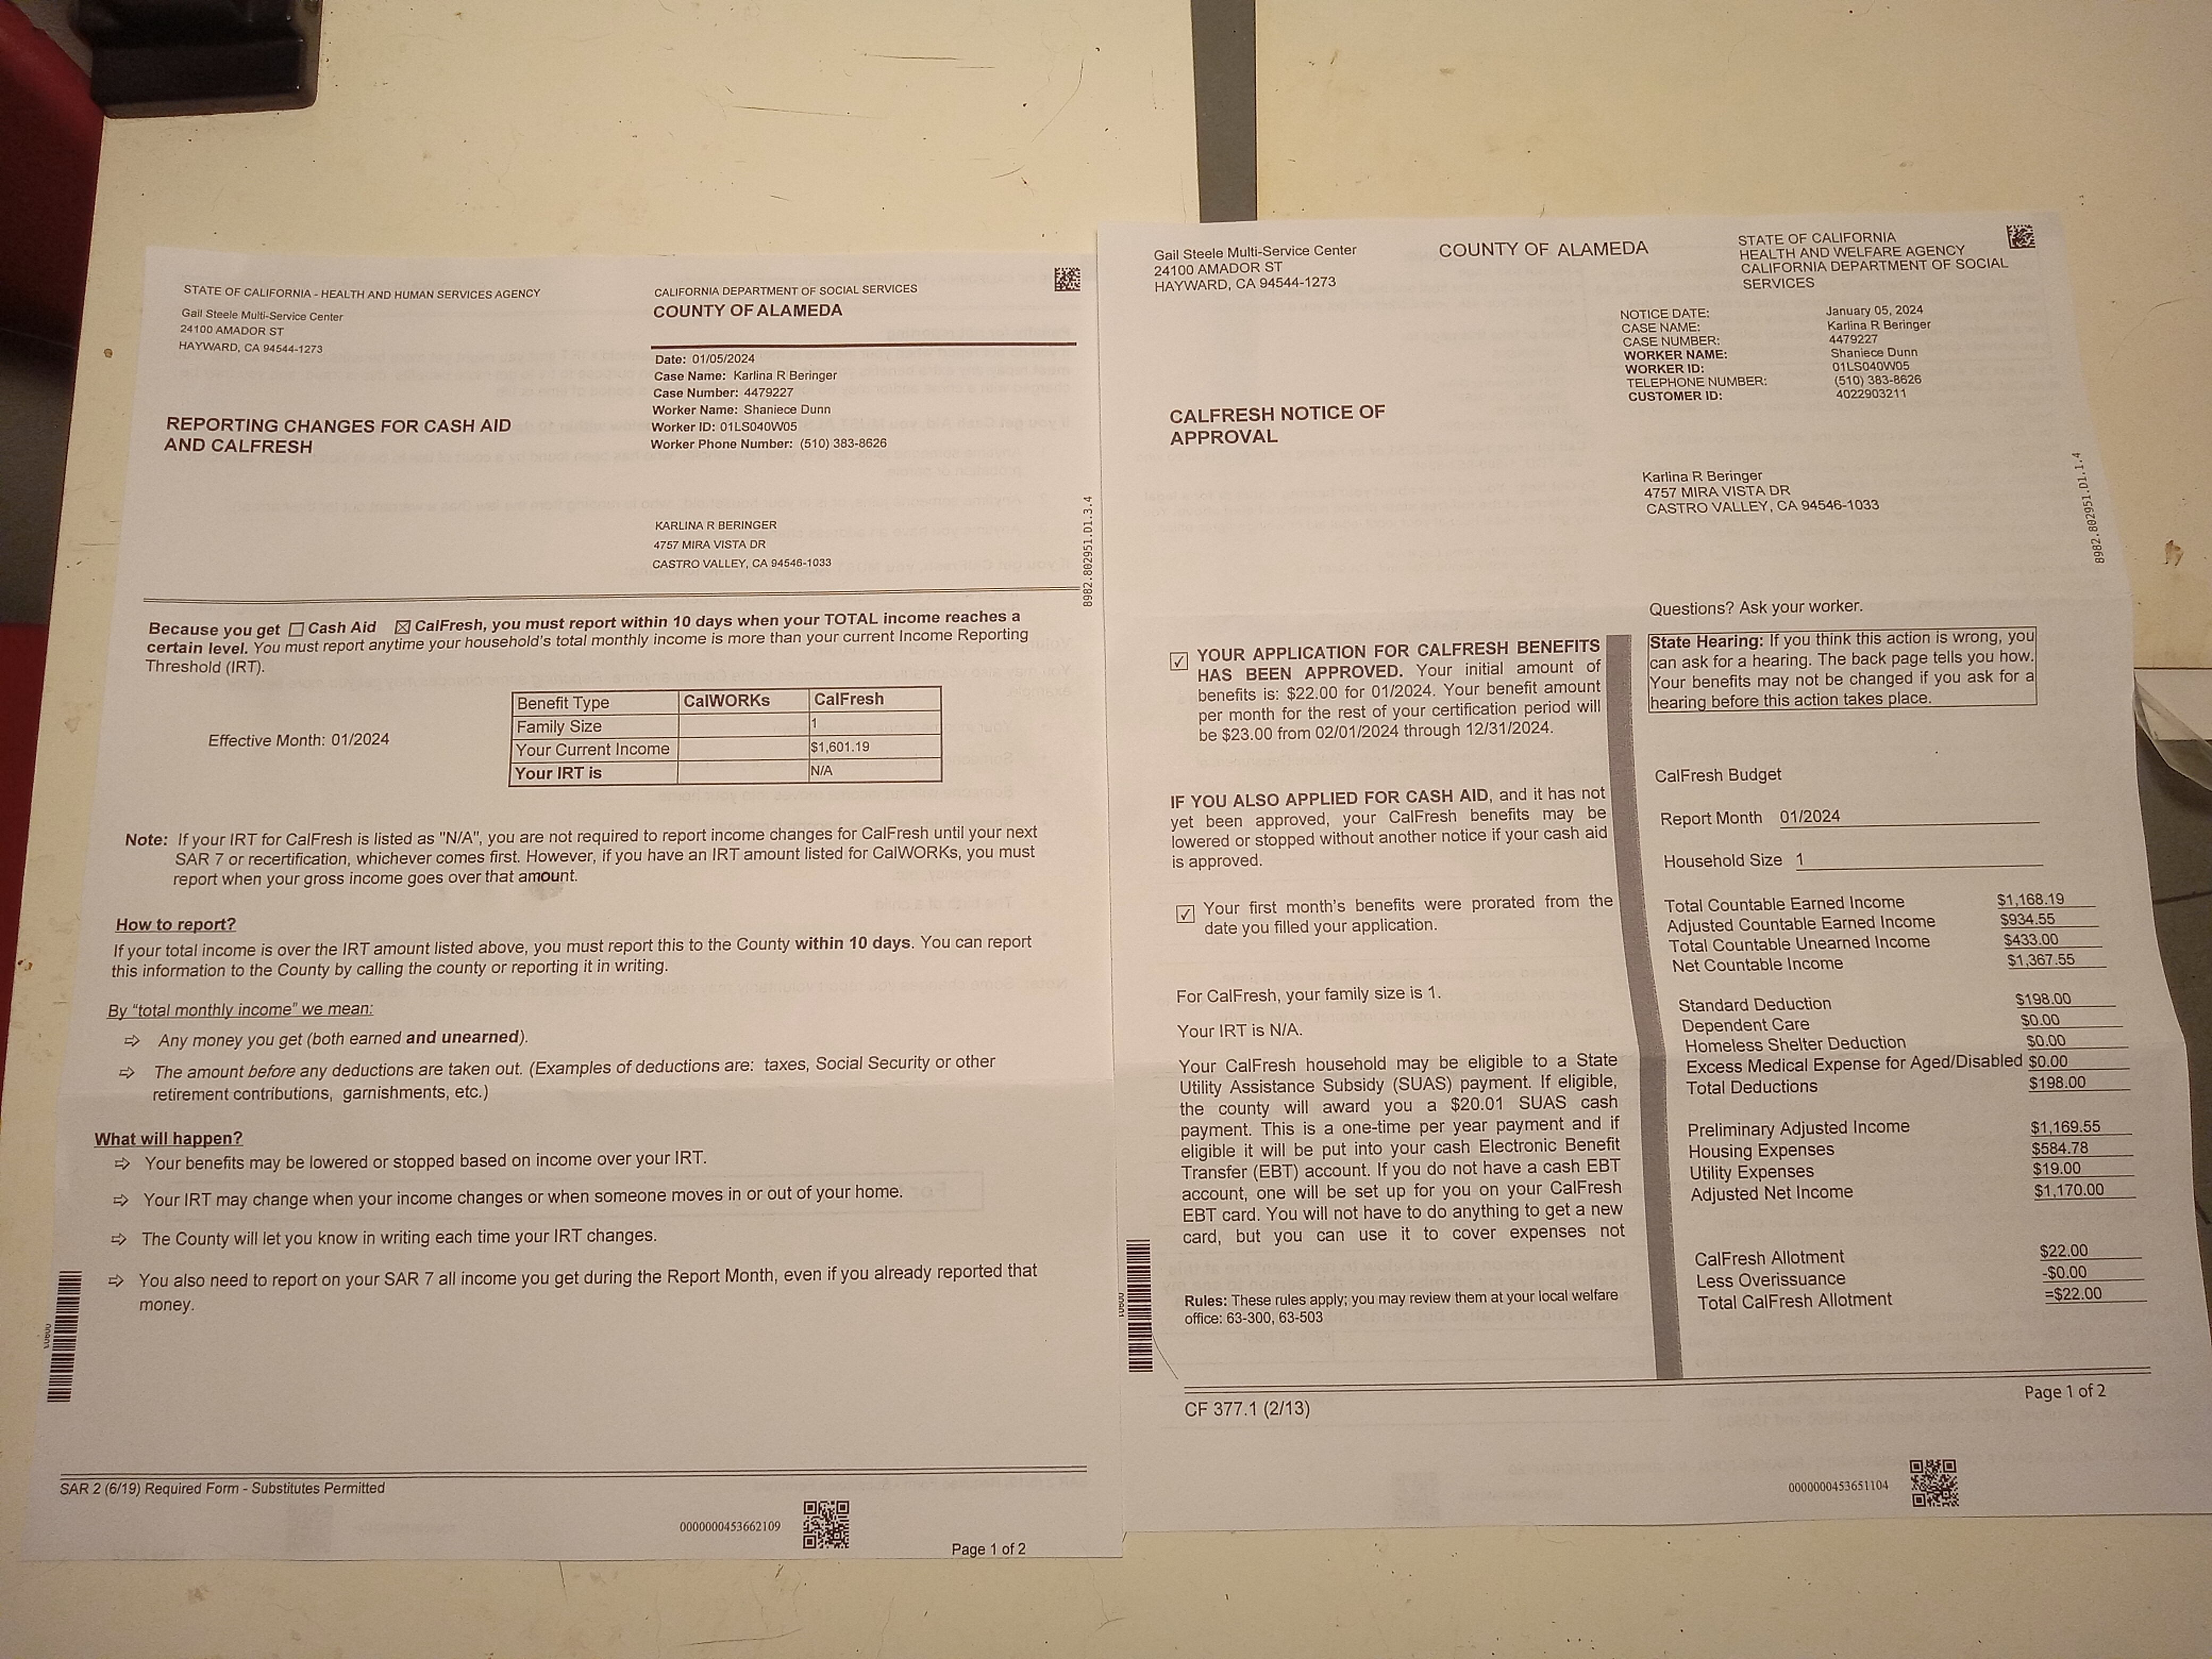 STATE OF CALIFORNIA - HEALTH AND HUMAN SERVICES AGENCY
Gail Steele Multi-Service Center
24100 AMADOR ST
HAYWARD, CA 94544-1273
CALIFORNIA DEPARTMENT OF SOCIAL SERVICES
COUNTY OF ALAMEDA
Date: 01/05/2024
Case Name: Karlina R Beringer
Case Number: 4479227
Worker Name: Shaniece Dunn
Worker ID: 01LS040W05
Worker Phone Number: (510) 383-8626
REPORTING CHANGES FOR CASH AID
AND CALFRESH
KARLINA R BERINGER
4757 MIRA VISTA DR
CASTRO VALLEY, CA 94546-1033
8982.802951.D1.3.4
Because you get ☐ Cash Aid ☒ CalFresh, you must report within 10 days when your TOTAL income reaches a
certain level. You must report anytime your household's total monthly income is more than your current Income Reporting
Threshold (IRT).
Effective Month: 01/2024
Benefit Type CalWORKs CalFresh
Family Size 1
Your Current Income $1,601.19
Your IRT is N/A
Note: If your IRT for CalFresh is listed as "N/A", you are not required to report income changes for CalFresh until your next
SAR 7 or recertification, whichever comes first. However, if you have an IRT amount listed for CalWORKs, you must
report when your gross income goes over that amount.
How to report?
If your total income is over the IRT amount listed above, you must report this to the County within 10 days. You can report
this information to the County by calling the county or reporting it in writing.
By "total monthly income" we mean:
⇨ Any money you get (both earned and unearned).
⇨ The amount before any deductions are taken out. (Examples of deductions are: taxes, Social Security or other
retirement contributions, garnishments, etc.)
What will happen?
⇨ Your benefits may be lowered or stopped based on income over your IRT.
⇨ Your IRT may change when your income changes or when someone moves in or out of your home.
⇨ The County will let you know in writing each time your IRT changes.
⇨ You also need to report on your SAR 7 all income you get during the Report Month, even if you already reported that
money.
SAR 2 (6/19) Required Form - Substitutes Permitted
0000000453662109
Page 1 of 2
Gail Steele Multi-Service Center
24100 AMADOR ST
HAYWARD, CA 94544-1273
COUNTY OF ALAMEDA
STATE OF CALIFORNIA
HEALTH AND WELFARE AGENCY
CALIFORNIA DEPARTMENT OF SOCIAL
SERVICES
NOTICE DATE: January 05, 2024
CASE NAME: Karlina R Beringer
CASE NUMBER: 4479227
WORKER NAME: Shaniece Dunn
WORKER ID: 01LS040W05
TELEPHONE NUMBER: (510) 383-8626
CUSTOMER ID: 4022903211
CALFRESH NOTICE OF
APPROVAL
Karlina R Beringer
4757 MIRA VISTA DR
CASTRO VALLEY, CA 94546-1033
8982.802951.D1.1.4
☑ YOUR APPLICATION FOR CALFRESH BENEFITS
HAS BEEN APPROVED. Your initial amount of
benefits is: $22.00 for 01/2024. Your benefit amount
per month for the rest of your certification period will
be $23.00 from 02/01/2024 through 12/31/2024.
IF YOU ALSO APPLIED FOR CASH AID, and it has not
yet been approved, your CalFresh benefits may be
lowered or stopped without another notice if your cash aid
is approved.
☑ Your first month's benefits were prorated from the
date you filled your application.
For CalFresh, your family size is 1.
Your IRT is N/A.
Your CalFresh household may be eligible to a State
Utility Assistance Subsidy (SUAS) payment. If eligible,
the county will award you a $20.01 SUAS cash
payment. This is a one-time per year payment and if
eligible it will be put into your cash Electronic Benefit
Transfer (EBT) account. If you do not have a cash EBT
account, one will be set up for you on your CalFresh
EBT card. You will not have to do anything to get a new
card, but you can use it to cover expenses not
Rules: These rules apply; you may review them at your local welfare
office: 63-300, 63-503
Questions? Ask your worker.
State Hearing: If you think this action is wrong, you
can ask for a hearing. The back page tells you how.
Your benefits may not be changed if you ask for a
hearing before this action takes place.
CalFresh Budget
Report Month 01/2024
Household Size 1
Total Countable Earned Income $1,168.19
Adjusted Countable Earned Income $934.55
Total Countable Unearned Income $433.00
Net Countable Income $1,367.55
Standard Deduction $198.00
Dependent Care $0.00
Homeless Shelter Deduction $0.00
Excess Medical Expense for Aged/Disabled $0.00
Total Deductions $198.00
Preliminary Adjusted Income $1,169.55
Housing Expenses $584.78
Utility Expenses $19.00
Adjusted Net Income $1,170.00
CalFresh Allotment $22.00
Less Overissuance -$0.00
Total CalFresh Allotment =$22.00
CF 377.1 (2/13)
Page 1 of 2
0000000453651104